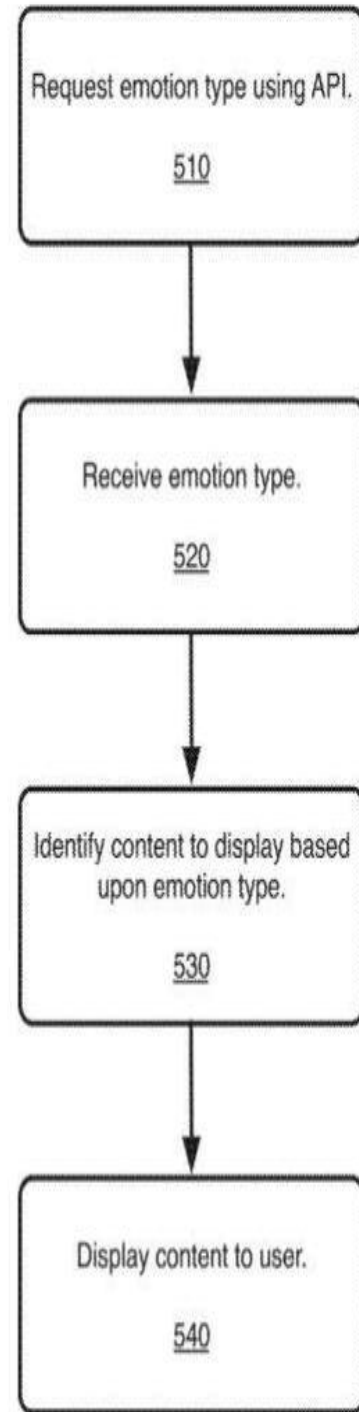 Request emotion type using API.
510
Receive emotion type.
520
Identify content to display based
upon emotion type.
530
Display content to user.
540